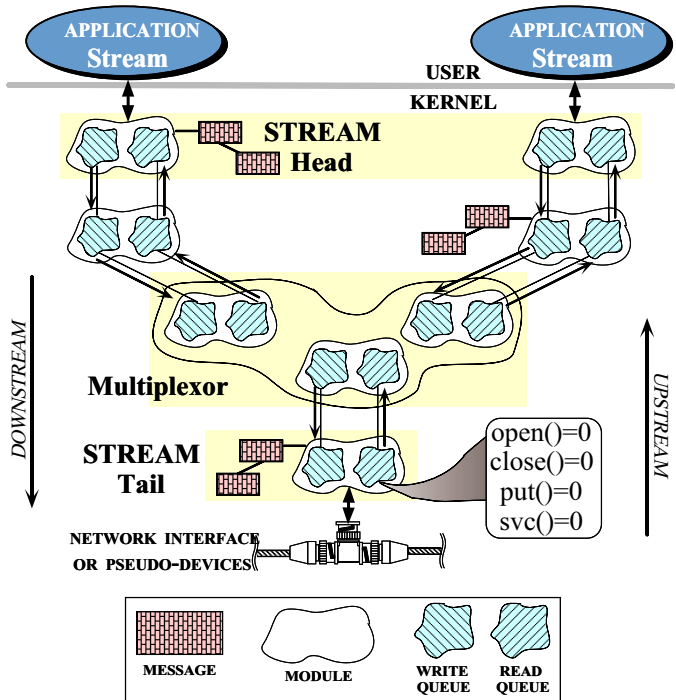 APPLICATION
Stream
APPLICATION
Stream
USER
KERNEL
STREAM
Head
Multiplexor
DOWNSTREAM
UPSTREAM
STREAM
Tail
open()=0
close()=0
put()=0
svc()=0
NETWORK INTERFACE
OR PSEUDO-DEVICES
MESSAGE
MODULE
WRITE
QUEUE
READ
QUEUE